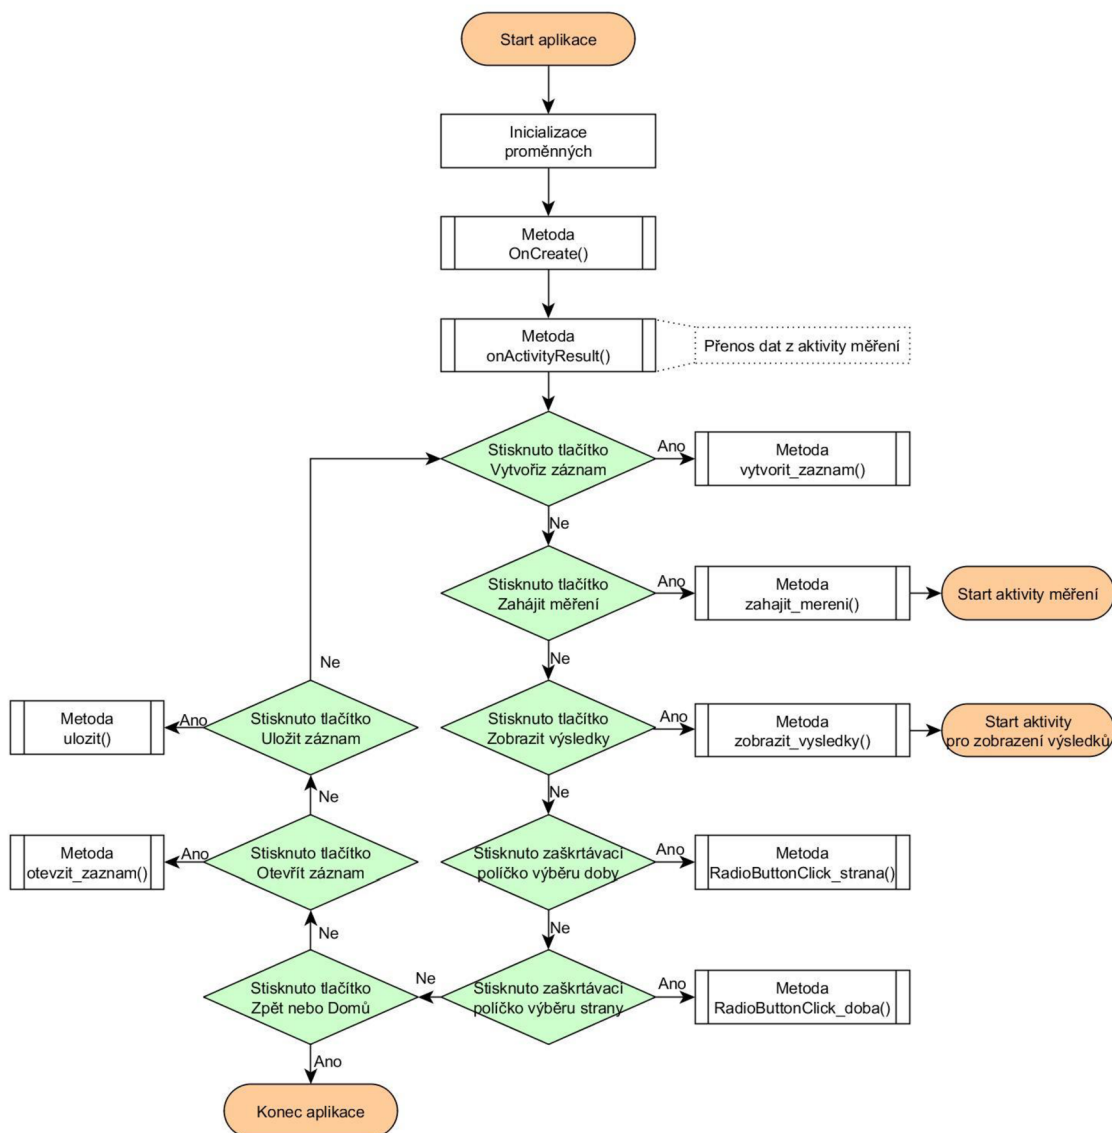 Start aplikace
Inicializace
proměnných
Metoda
OnCreate()
Metoda
onActivityResult()
Přenos dat z aktivity měření
Stisknuto tlačítko
Vytvořiz záznam
Ano
Metoda
vytvorit_zaznam()
Ne
Stisknuto tlačítko
Zahájit měření
Ano
Metoda
zahajit_mereni()
Start aktivity měření
Ne
Stisknuto tlačítko
Zobrazit výsledky
Ano
Metoda
zobrazit_vysledky()
Start aktivity
pro zobrazení výsledků
Ne
Stisknuto zaškrtávací
políčko výběru doby
Ano
Metoda
RadioButtonClick_strana()
Ne
Stisknuto zaškrtávací
políčko výběru strany
Ano
Metoda
RadioButtonClick_doba()
Ne
Stisknuto tlačítko
Zpět nebo Domů
Ano
Konec aplikace
Ne
Stisknuto tlačítko
Otevřít záznam
Ano
Metoda
otevzit_zaznam()
Ne
Stisknuto tlačítko
Uložit záznam
Ano
Metoda
ulozit()
Ne